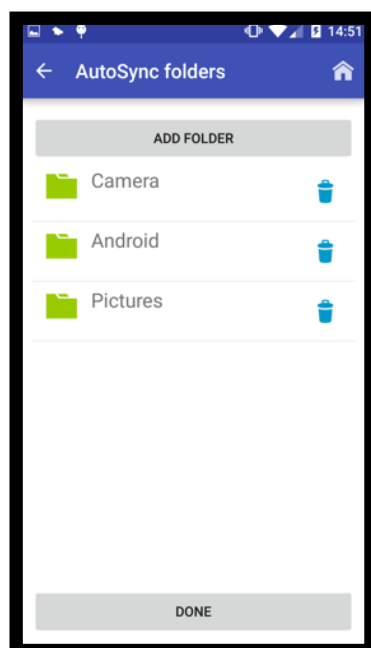 14:51
AutoSync folders
ADD FOLDER
Camera
Android
Pictures
DONE